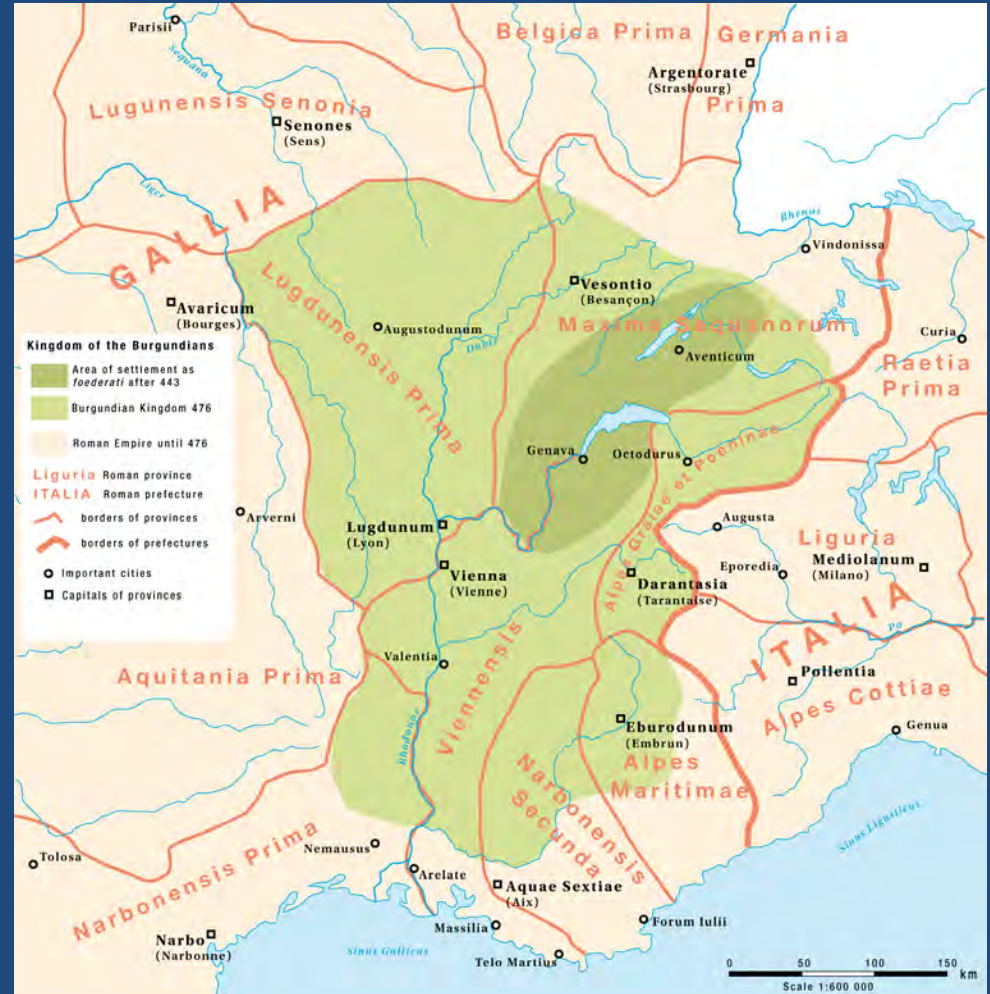 Parisii
Sequana
Belgica Prima
Germania
Prima
Argentorate
(Strasbourg)
Lugunensis Senonia
Senones
(Sens)
Liger
GALLIA
Rhenus
Vindonissa
Avaricum
(Bourges)
Lugdunensis Prima
Augustodunum
Vesontio
(Besançon)
Dubis
Maxima Sequanorum
Aventicum
Curia
Raetia
Prima
Kingdom of the Burgundians
Area of settlement as
foederati after 443
Burgundian Kingdom 476
Roman Empire until 476
Liguria Roman province
ITALIA Roman prefecture
borders of provinces
borders of prefectures
Important cities
Capitals of provinces
Genava
Octodurus
Alpes Graiae et Poeninae
Arverni
Lugdunum
(Lyon)
Vienna
(Vienne)
Augusta
Eporedia
Liguria
Mediolanum
(Milano)
Darantasia
(Tarantaise)
ITALIA
Po
Valentia
Aquitania Prima
Viennensis
Rhodanus
Pollentia
Alpes Cottiae
Genua
Eburodunum
(Embrun)
Alpes
Maritimae
Narbonensis
Secunda
Sinus Ligusticus
Narbonensis Prima
Tolosa
Nemausus
Arelate
Aquae Sextiae
(Aix)
Massilia
Forum Iulii
Telo Martius
Narbo
(Narbonne)
Sinus Gallicus
0 50 100 150
km
Scale 1:600 000